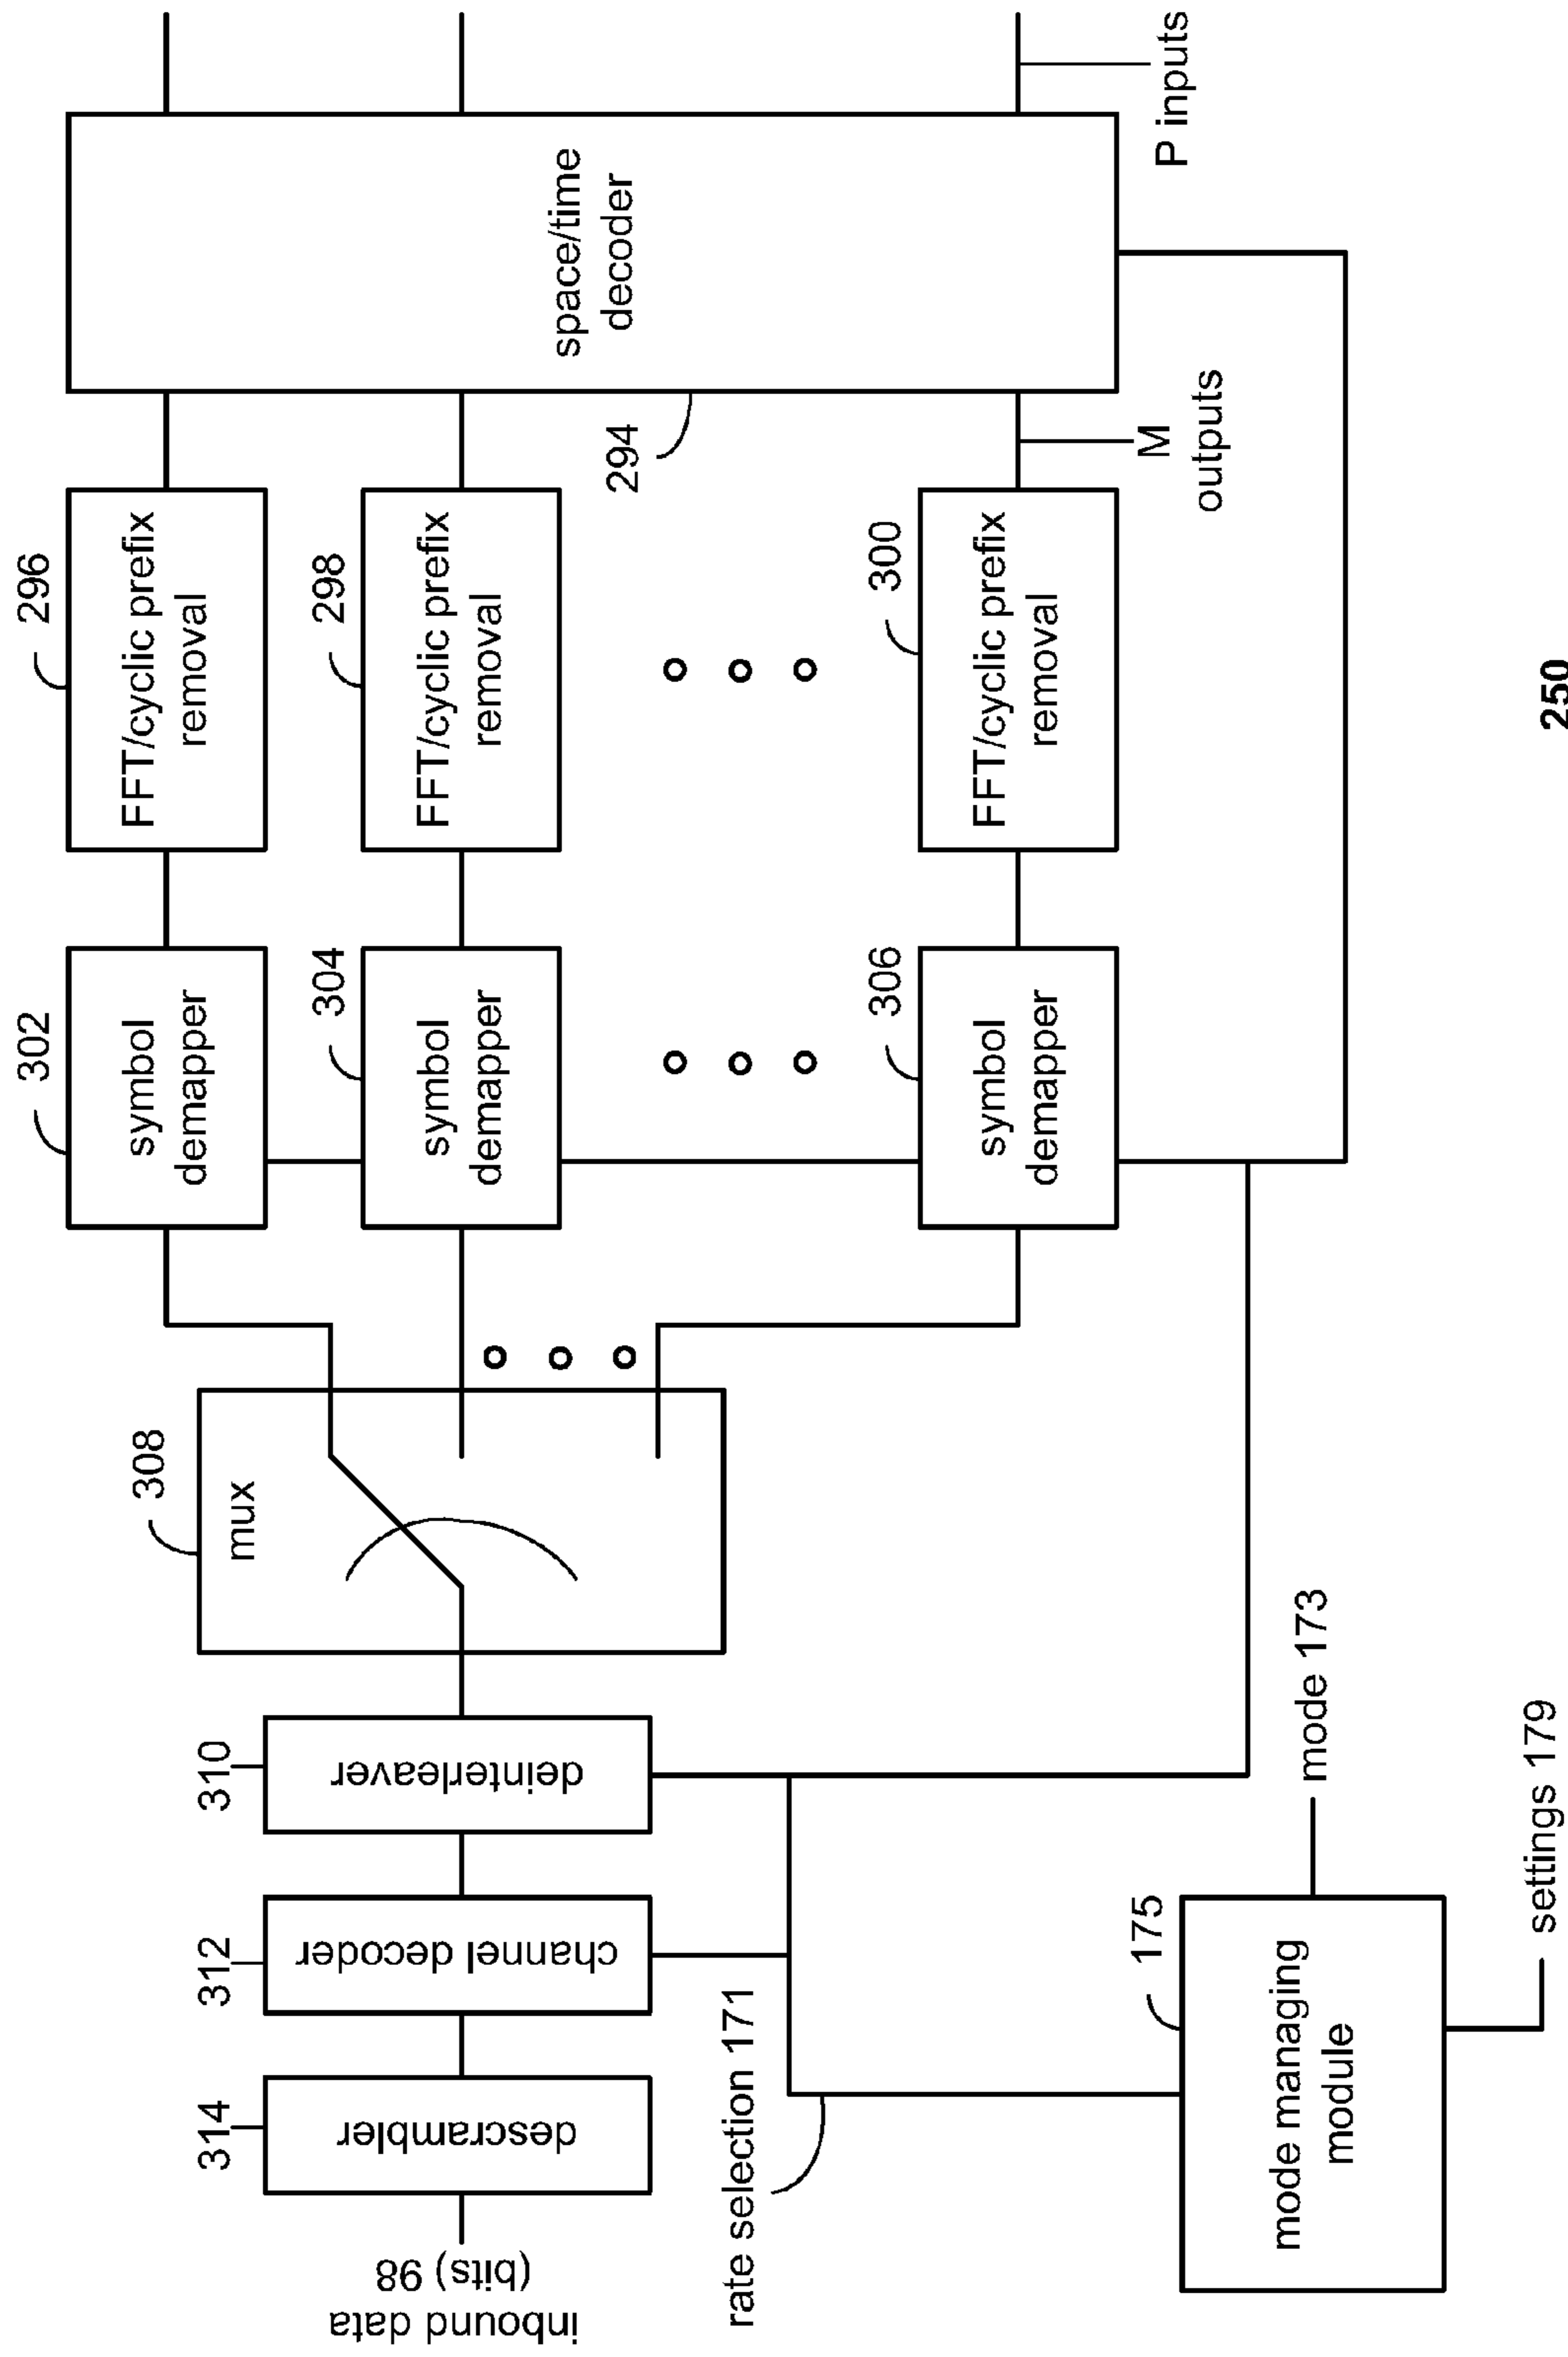 inbound data
(bits) 98
314
descrambler
312
channel decoder
310
deinterleaver
308
mux
302
symbol
demapper
304
symbol
demapper
306
symbol
demapper
296
FFT/cyclic prefix
removal
298
FFT/cyclic prefix
removal
300
FFT/cyclic prefix
removal
294
space/time
decoder
M
outputs
P inputs
rate selection 171
175
mode managing
module
mode 173
settings 179
250